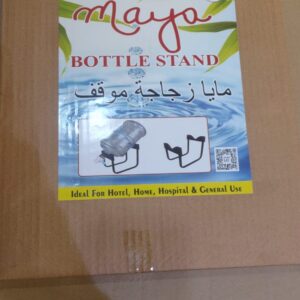 Maya
BOTTLE STAND
مايا زجاجة موقف
Ideal For Hotel, Home, Hospital & General Use